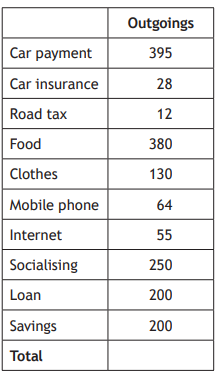 Outgoings
Car payment 395
Car insurance 28
Road tax 12
Food 380
Clothes 130
Mobile phone 64
Internet 55
Socialising 250
Loan 200
Savings 200
Total